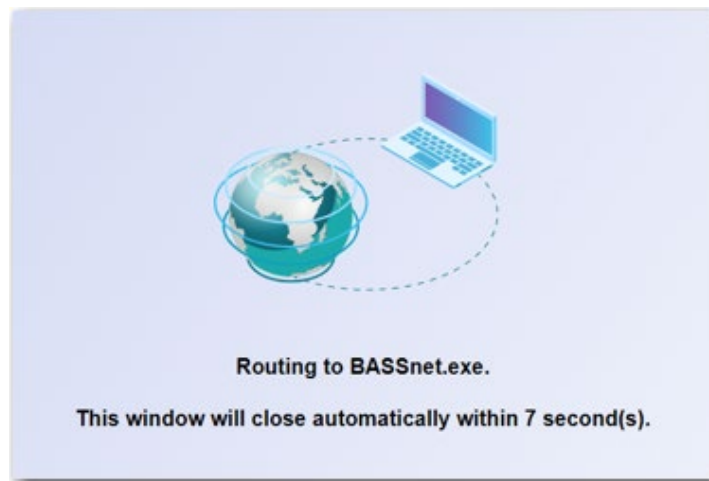 Routing to BASSnet.exe.
This window will close automatically within 7 second(s).